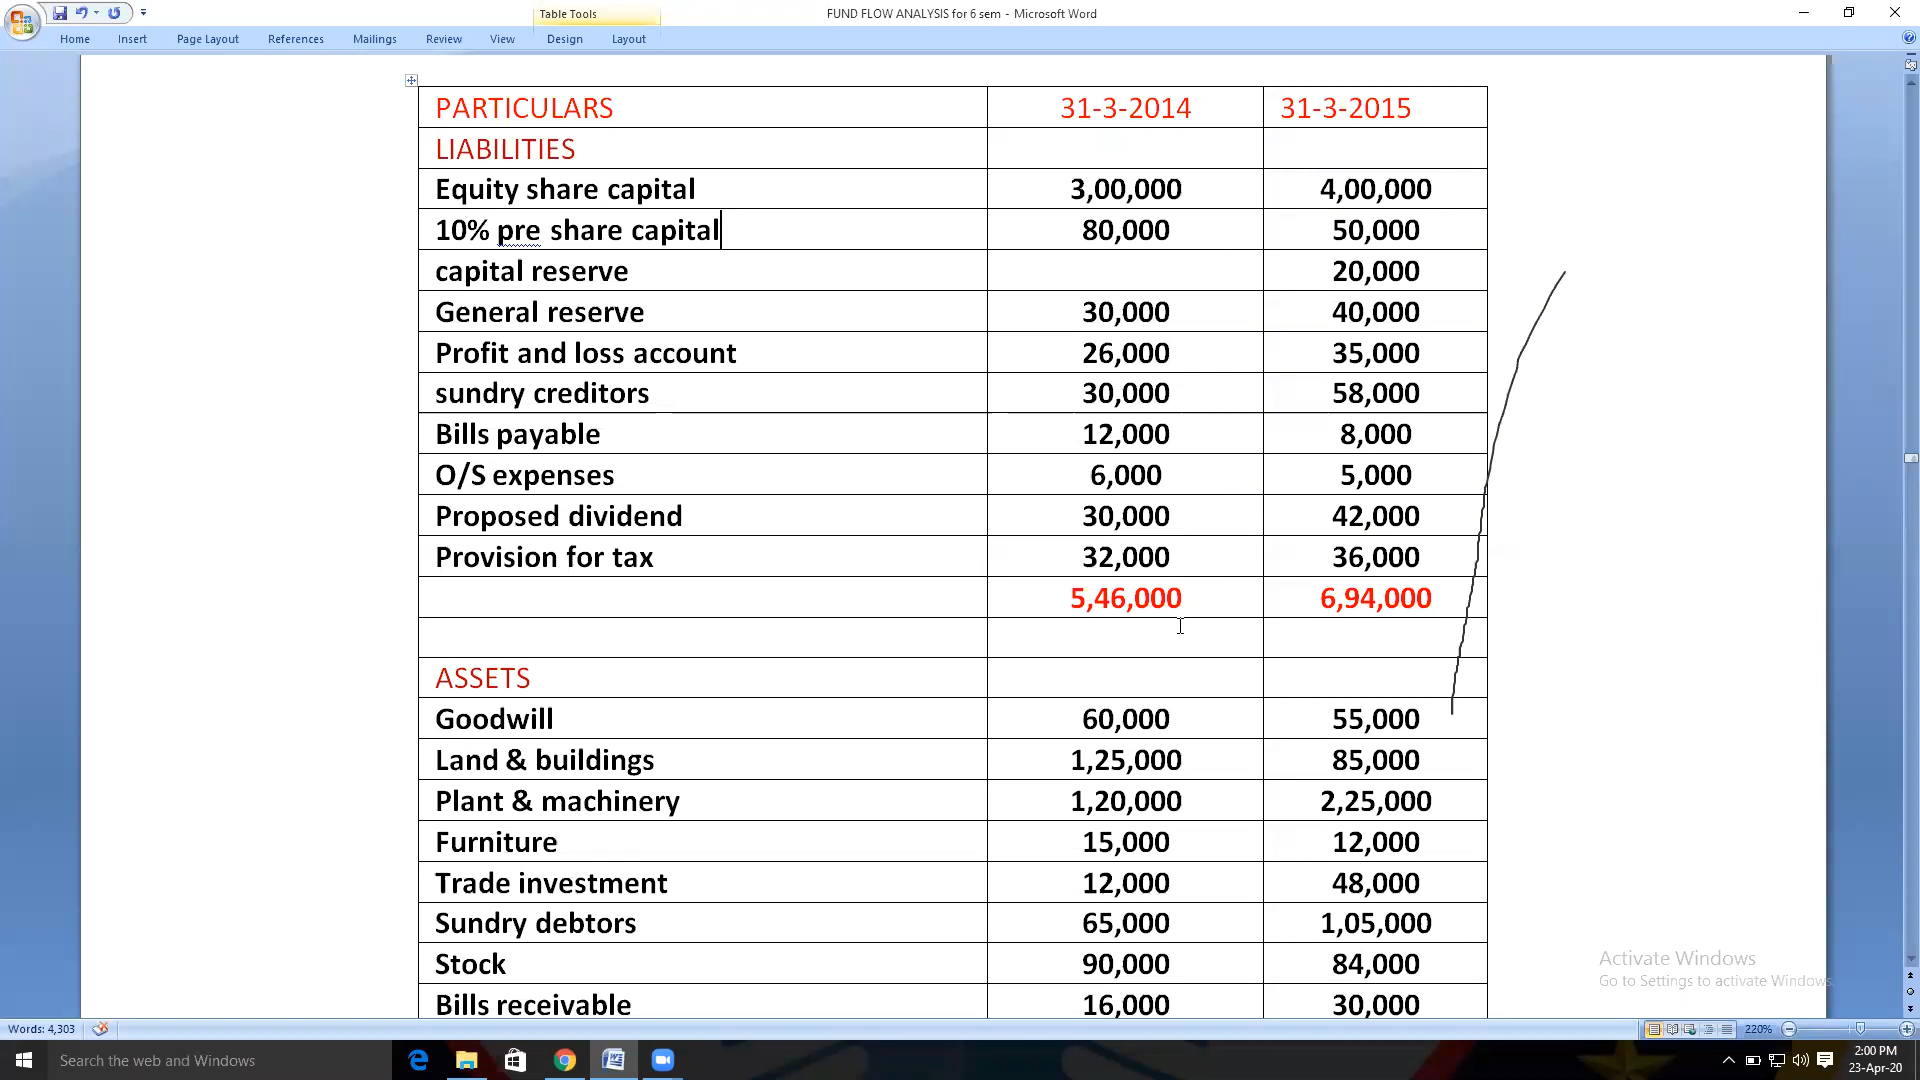 Table Tools
FUND FLOW ANALYSIS for 6 sem - Microsoft Word
Home Insert Page Layout References Mailings Review View Design Layout
PARTICULARS 31-3-2014 31-3-2015
LIABILITIES
Equity share capital 3,00,000 4,00,000
10% pre share capital 80,000 50,000
capital reserve 20,000
General reserve 30,000 40,000
Profit and loss account 26,000 35,000
sundry creditors 30,000 58,000
Bills payable 12,000 8,000
O/S expenses 6,000 5,000
Proposed dividend 30,000 42,000
Provision for tax 32,000 36,000
5,46,000 6,94,000
ASSETS
Goodwill 60,000 55,000
Land & buildings 1,25,000 85,000
Plant & machinery 1,20,000 2,25,000
Furniture 15,000 12,000
Trade investment 12,000 48,000
Sundry debtors 65,000 1,05,000
Stock 90,000 84,000
Bills receivable 16,000 30,000
Activate Windows
Go to Settings to activate Windows.
Words: 4,303 220%
Search the web and Windows
2:00 PM
23-Apr-20